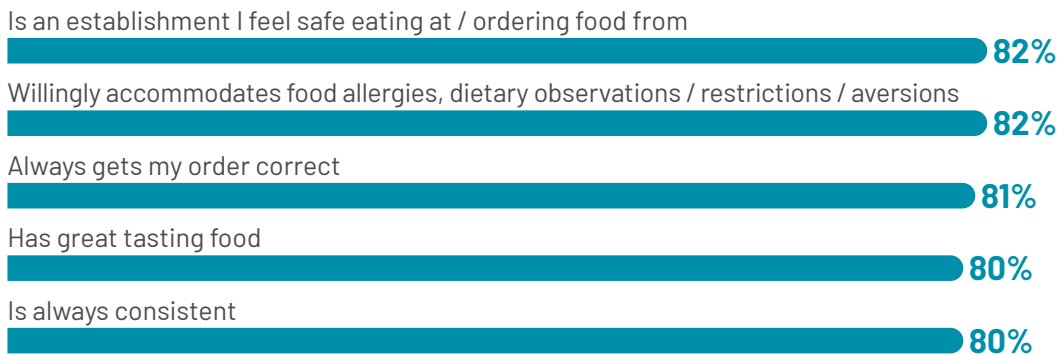 Is an establishment I feel safe eating at / ordering food from
82%
Willingly accommodates food allergies, dietary observations / restrictions / aversions
82%
Always gets my order correct
81%
Has great tasting food
80%
Is always consistent
80%